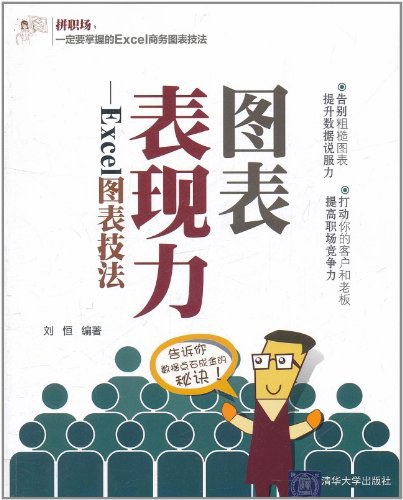 拼职场、
一定要掌握的Excel商务图表技法
图表
表现力
—Excel图表技法
告别粗糙图表
提升数据说服力
打动你的客户和老板
提高职场竞争力
刘 恒 编著
告诉你
数据点石成金的
秘诀！
清华大学出版社